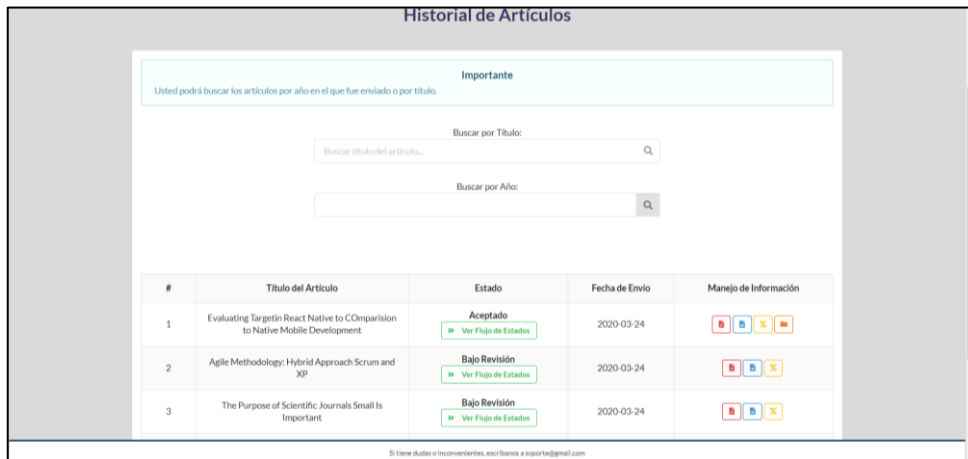 Historial de Artículos
Importante
Usted podrá buscar los artículos por año en el que fue enviado o por título.
Buscar por Título:
Buscar título del artículo...
Buscar por Año:
# Título del Artículo Estado Fecha de Envío Manejo de Información
1 Evaluating Targetin React Native to COmparision to Native Mobile Development Aceptado Ver Flujo de Estados 2020-03-24
2 Agile Methodology: Hybrid Approach Scrum and XP Bajo Revisión Ver Flujo de Estados 2020-03-24
3 The Purpose of Scientific Journals Small Is Important Bajo Revisión Ver Flujo de Estados 2020-03-24
Si tiene dudas o inconvenientes, escríbanos a soporte@gmail.com